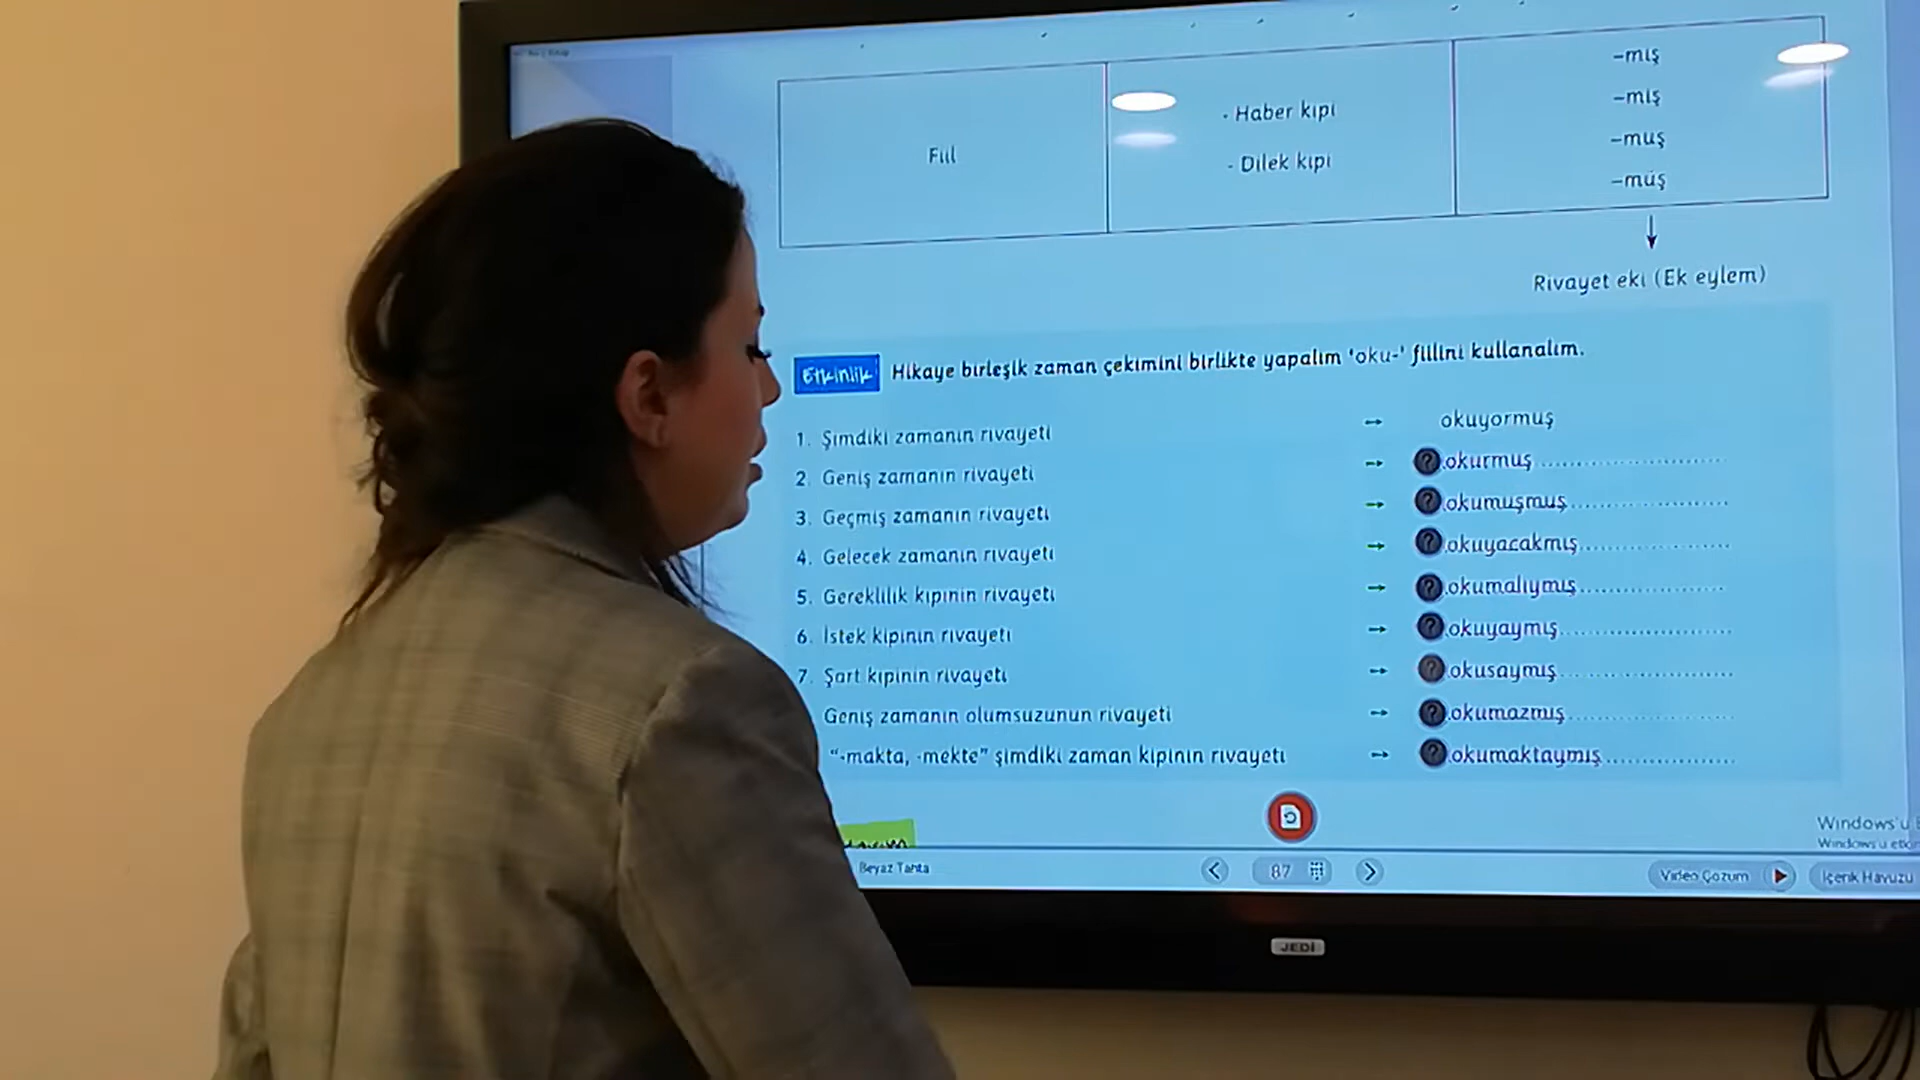 Fiil
- Haber kipi
- Dilek kipi
-mış
-miş
-muş
-müş
Rivayet eki (Ek eylem)
Etkinlik Hikaye birleşik zaman çekimini birlikte yapalım 'oku-' fiilini kullanalım.
1. Şimdiki zamanın rivayeti → okuyormuş
2. Geniş zamanın rivayeti → ? okurmuş
3. Geçmiş zamanın rivayeti → ? okumuşmuş
4. Gelecek zamanın rivayeti → ? okuyacakmış
5. Gereklilik kipinin rivayeti → ? okumalıymış
6. İstek kipinin rivayeti → ? okuyaymış
7. Şart kipinin rivayeti → ? okusaymış
Geniş zamanın olumsuzunun rivayeti → ? okumazmış
"-makta, -mekte" şimdiki zaman kipinin rivayeti → ? okumaktaymış
Windows'u
Windows'u
Beyaz Tahta
< 87 >
Video Çözüm
İçerik Havuzu
JEDİ